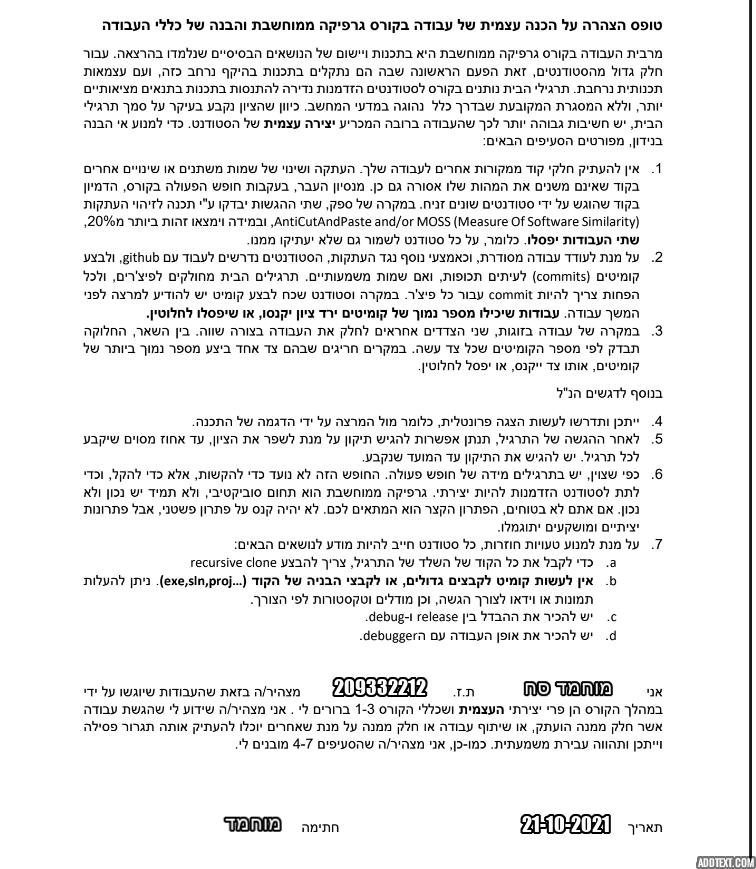 טופס הצהרה על הכנה עצמית של עבודה בקורס גרפיקה ממוחשבת והבנה של כללי העבודה
מרבית העבודה בקורס גרפיקה ממוחשבת היא בתכנות ויישום של הנושאים הבסיסיים שנלמדו בהרצאה. עבור
חלק גדול מהסטודנטים, זאת הפעם הראשונה שבה הם נתקלים בתכנות בהיקף נרחב כזה, ועם עצמאות
תכנותית נרחבת. תרגילי הבית נותנים בקורס לסטודנטים הזדמנות נדירה להתנסות בתכנות בתנאים מציאותיים
יותר, וללא המסגרת המקובעת שבדרך כלל נהוגה במדעי המחשב. כיוון שהציון נקבע בעיקר על סמך תרגילי
הבית, יש חשיבות גבוהה יותר לכך שהעבודה ברובה המכריע יצירה עצמית של הסטודנט. כדי למנוע אי הבנה
בנידון, מפורטים הסעיפים הבאים:
1. אין להעתיק חלקי קוד ממקורות אחרים לעבודה שלך. העתקה ושינוי של שמות משתנים או שינויים אחרים
בקוד שאינם משנים את המהות שלו אסורה גם כן. מנסיון העבר, בעקבות חופש הפעולה בקורס, הדמיון
בקוד שהוגש על ידי סטודנטים שונים זניח. במקרה של ספק, שתי ההגשות יבדקו ע"י תכנה לזיהוי העתקות
AntiCutAndPaste and/or MOSS (Measure Of Software Similarity), ובמידה וימצאו זהות ביותר מ20%,
שתי העבודות יפסלו. כלומר, על כל סטודנט לשמור גם שלא יעתיקו ממנו.
2. על מנת לעודד עבודה מסודרת, וכאמצעי נוסף נגד העתקות, הסטודנטים נדרשים לעבוד עם github, ולבצע
קומיטים (commits) לעיתים תכופות, ואם שמות משמעותיים. תרגילים הבית מחולקים לפיצ'רים, ולכל
הפחות צריך להיות commit עבור כל פיצ'ר. במקרה וסטודנט שכח לבצע קומיט יש להודיע למרצה לפני
המשך עבודה. עבודות שיכילו מספר נמוך של קומיטים ירד ציון יקנסו, או שיפסלו לחלוטין.
3. במקרה של עבודה בזוגות, שני הצדדים אחראים לחלק את העבודה בצורה שווה. בין השאר, החלוקה
תבדק לפי מספר הקומיטים שכל צד עשה. במקרים חריגים שבהם צד אחד ביצע מספר נמוך ביותר של
קומיטים, אותו צד ייקנס, או יפסל לחלוטין.
בנוסף לדגשים הנ"ל
4. ייתכן ותדרשו לעשות הצגה פרונטלית, כלומר מול המרצה על ידי הדגמה של התכנה.
5. לאחר ההגשה של התרגיל, תנתן אפשרות להגיש תיקון על מנת לשפר את הציון, עד אחוז מסוים שיקבע
לכל תרגיל. יש להגיש את התיקון עד המועד שנקבע.
6. כפי שצוין, יש בתרגילים מידה של חופש פעולה. החופש הזה לא נועד כדי להקשות, אלא כדי להקל, וכדי
לתת לסטודנט הזדמנות להיות יצירתי. גרפיקה ממוחשבת הוא תחום סוביקטיבי, ולא תמיד יש נכון ולא
נכון. אם אתם לא בטוחים, הפתרון הקצר הוא המתאים לכם. לא יהיה קנס על פתרון פשטני, אבל פתרונות
יציתיים ומושקעים יתוגמלו.
7. על מנת למנוע טעויות חוזרות, כל סטודנט חייב להיות מודע לנושאים הבאים:
a. כדי לקבל את כל הקוד של השלד של התרגיל, צריך להבצע recursive clone
b. אין לעשות קומיט לקבצים גדולים, או לקבצי הבניה של הקוד (exe,sln,proj...). ניתן להעלות
תמונות או וידאו לצורך הגשה, וכן מודלים וטקסטורות לפי הצורך.
c. יש להכיר את ההבדל בין release ו-debug.
d. יש להכיר את אופן העבודה עם הdebugger.
אני מוחמד סח ת.ז. 209332212 מצהיר/ה בזאת שהעבודות שיוגשו על ידי
במהלך הקורס הן פרי יצירתי העצמית ושכללי הקורס 1-3 ברורים לי . אני מצהיר/ה שידוע לי שהגשת עבודה
אשר חלק ממנה הועתק, או שיתוף עבודה או חלק ממנה על מנת שאחרים יוכלו להעתיק אותה תגרור פסילה
וייתכן ותהווה עבירת משמעתית. כמו-כן, אני מצהיר/ה שהסעיפים 4-7 מובנים לי.
תאריך 21-10-2021 חתימה מוחמד
ADDTEXT.COM